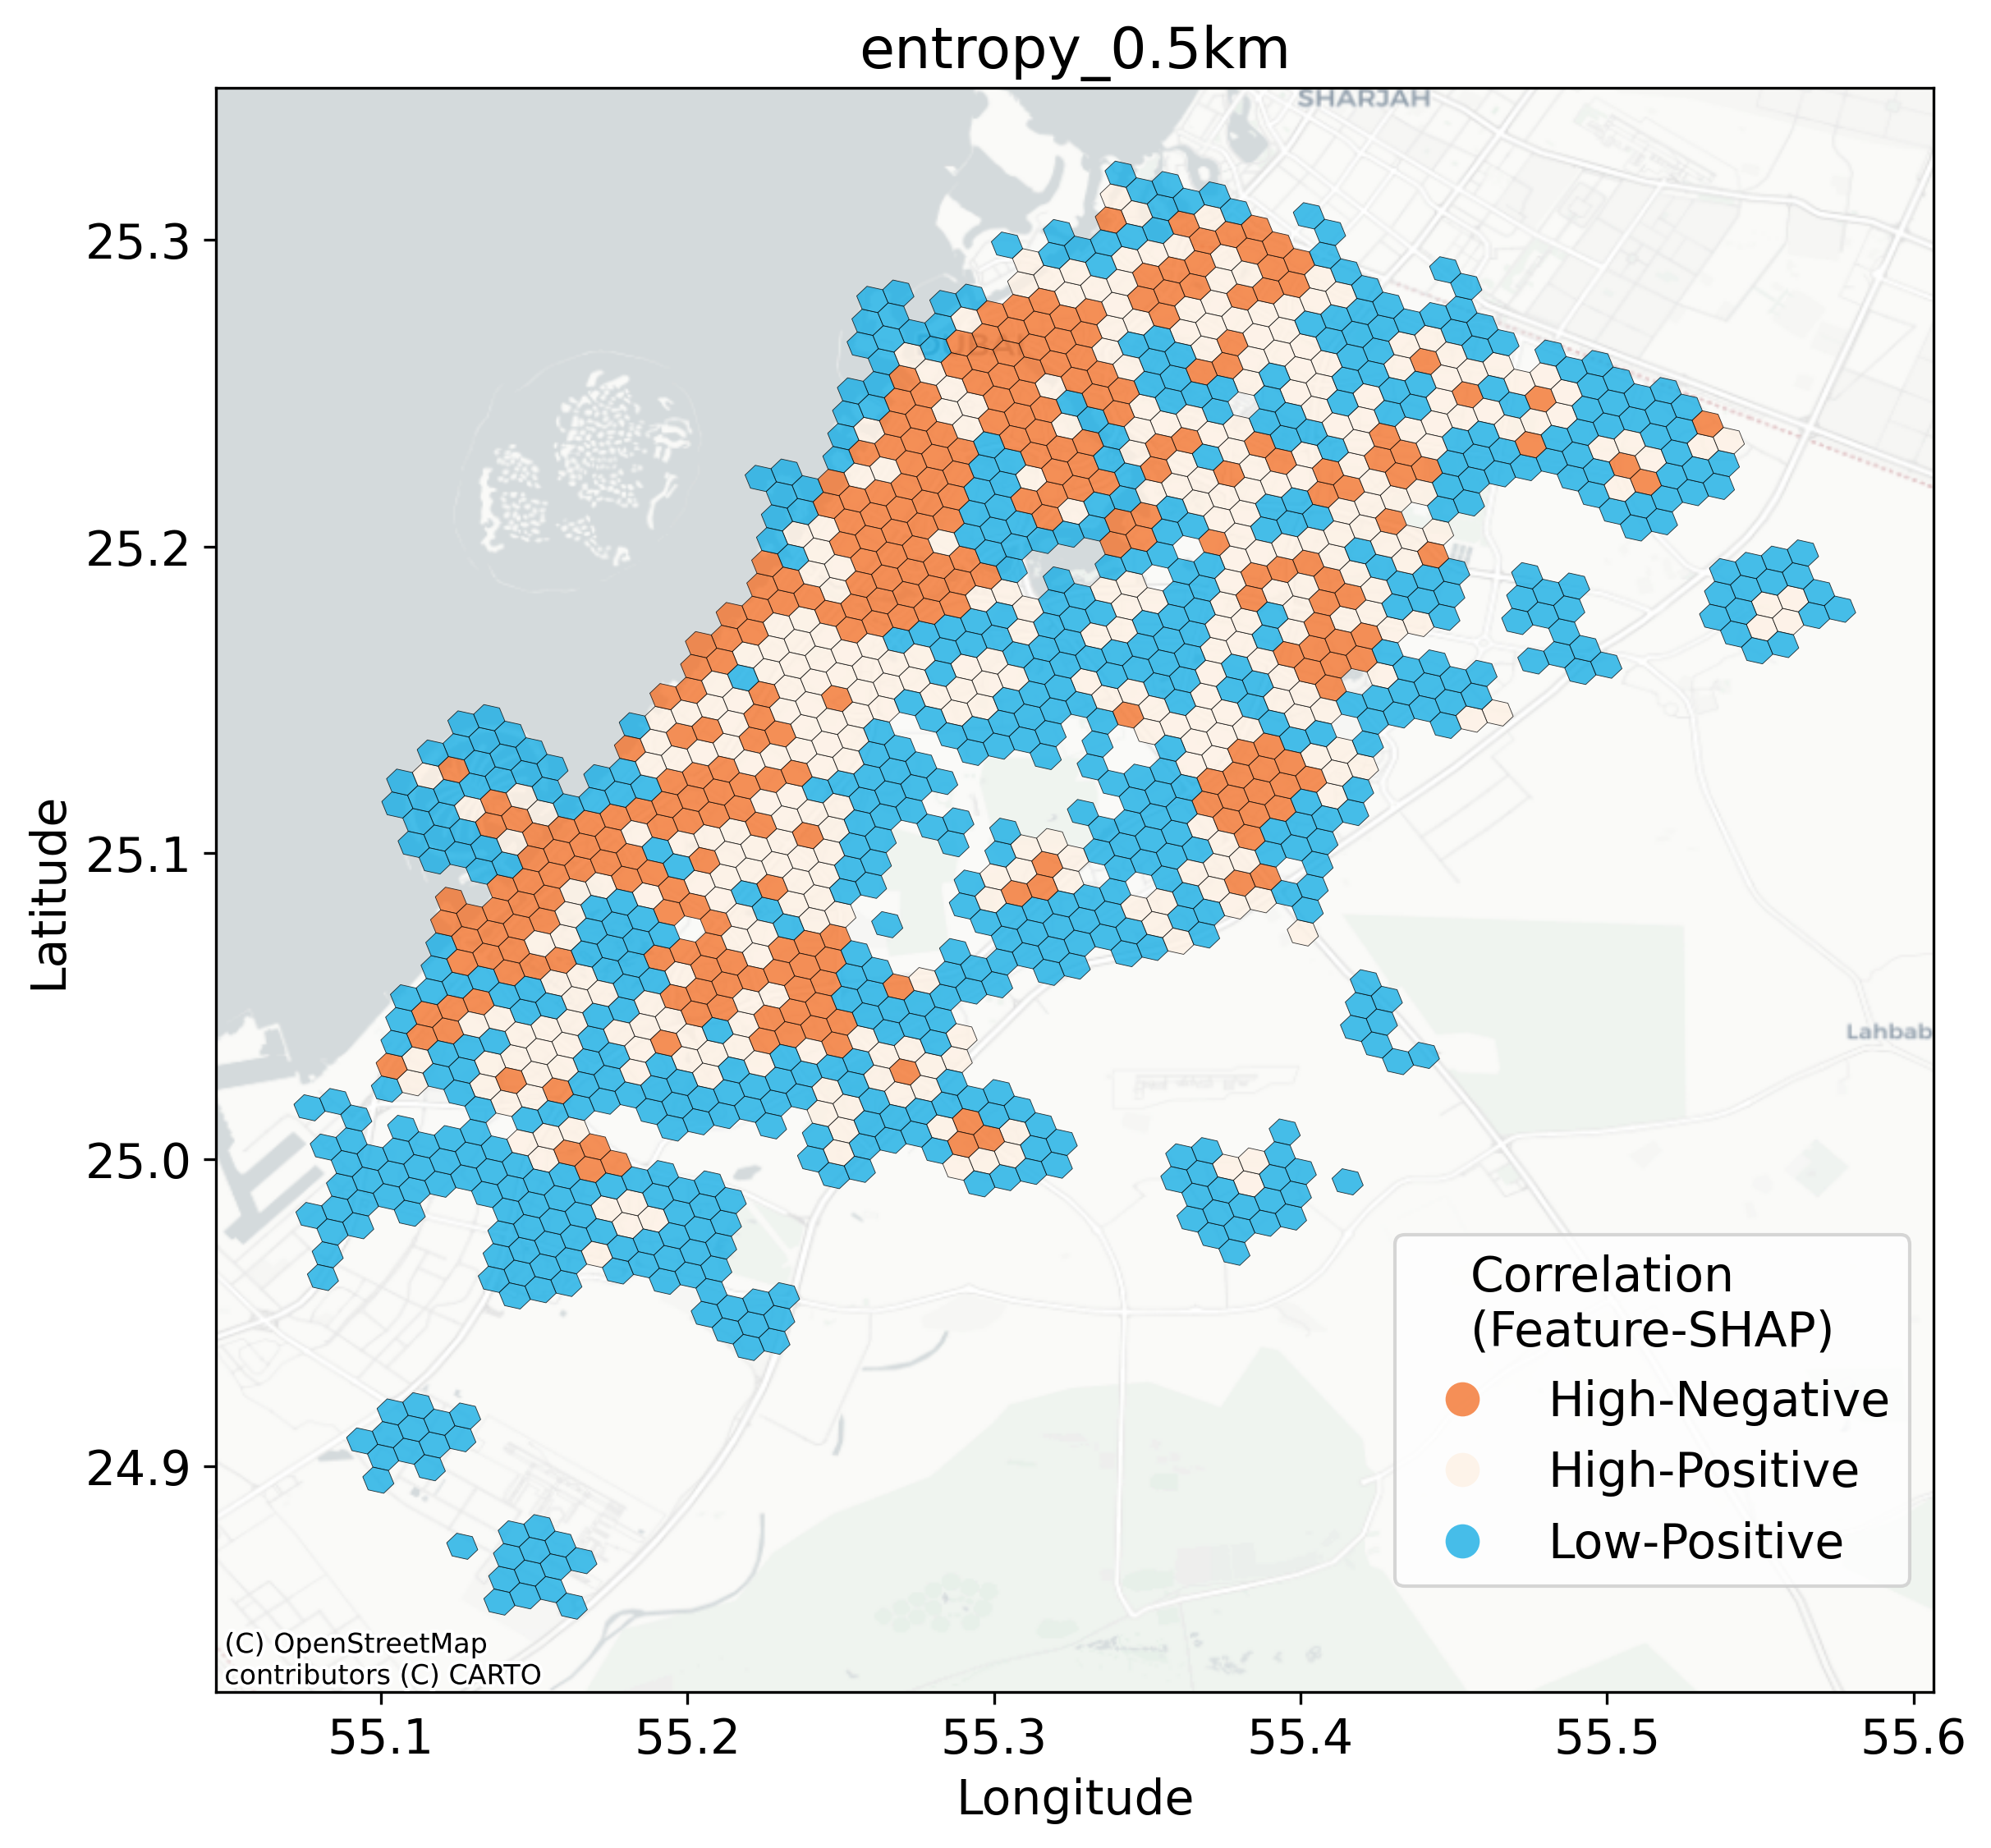 entropy_0.5km
SHARJAH
DUBAI
Lahbab
25.3
25.2
25.1
25.0
24.9
Latitude
55.1
55.2
55.3
55.4
55.5
55.6
Longitude
Correlation
(Feature-SHAP)
High-Negative
High-Positive
Low-Positive
(C) OpenStreetMap
contributors (C) CARTO